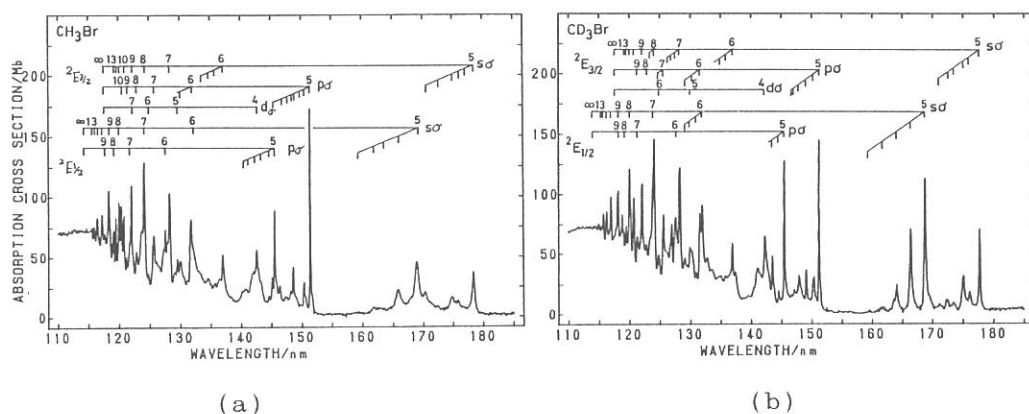 CH3Br
∞ 13 10 9 8 7 6 5 sσ
²E3/2
10 9 8 7 6 5 pσ
7 6 5 4 dσ
∞ 13 9 8 7 6 5 sσ
9 8 7 6 5 pσ
²E1/2
ABSORPTION CROSS SECTION/Mb
200
150
100
50
0
110 120 130 140 150 160 170 180
WAVELENGTH/nm
(a)
CD3Br
∞ 13 9 8 7 6 5 sσ
²E3/2
9 8 7 6 5 pσ
6 5 4 dσ
∞ 13 9 8 7 6 5 sσ
9 8 7 6 5 pσ
²E1/2
200
150
100
50
0
110 120 130 140 150 160 170 180
WAVELENGTH/nm
(b)